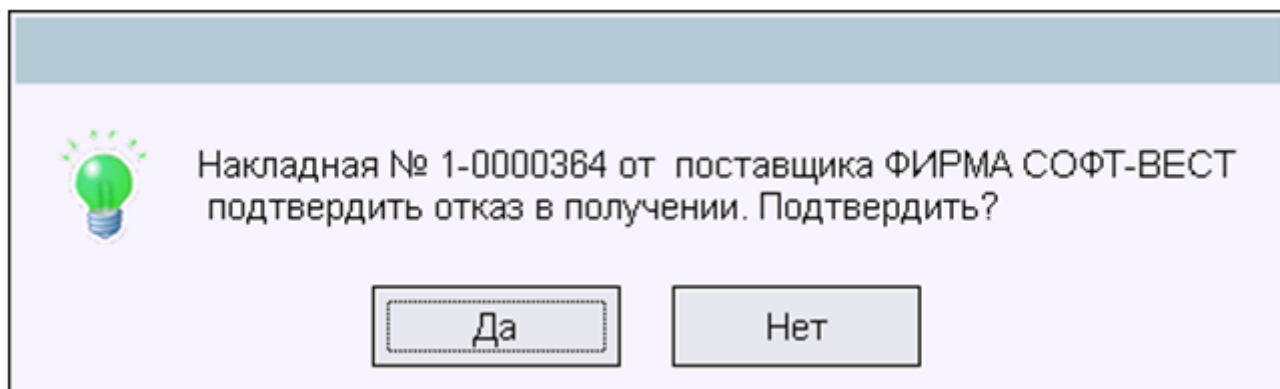 Накладная № 1-0000364 от  поставщика ФИРМА СОФТ-ВЕСТ
подтвердить отказ в получении. Подтвердить?
Да Нет